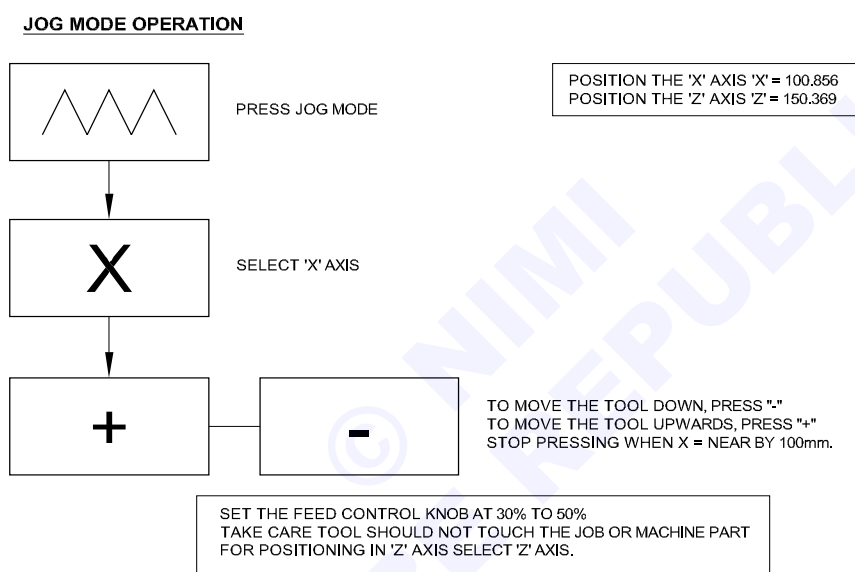 JOG MODE OPERATION
PRESS JOG MODE
POSITION THE 'X' AXIS 'X' = 100.856
POSITION THE 'Z' AXIS 'Z' = 150.369
X
SELECT 'X' AXIS
+
-
TO MOVE THE TOOL DOWN, PRESS "-"
TO MOVE THE TOOL UPWARDS, PRESS "+"
STOP PRESSING WHEN X = NEAR BY 100mm.
SET THE FEED CONTROL KNOB AT 30% TO 50%
TAKE CARE TOOL SHOULD NOT TOUCH THE JOB OR MACHINE PART
FOR POSITIONING IN 'Z' AXIS SELECT 'Z' AXIS.
© NIMI